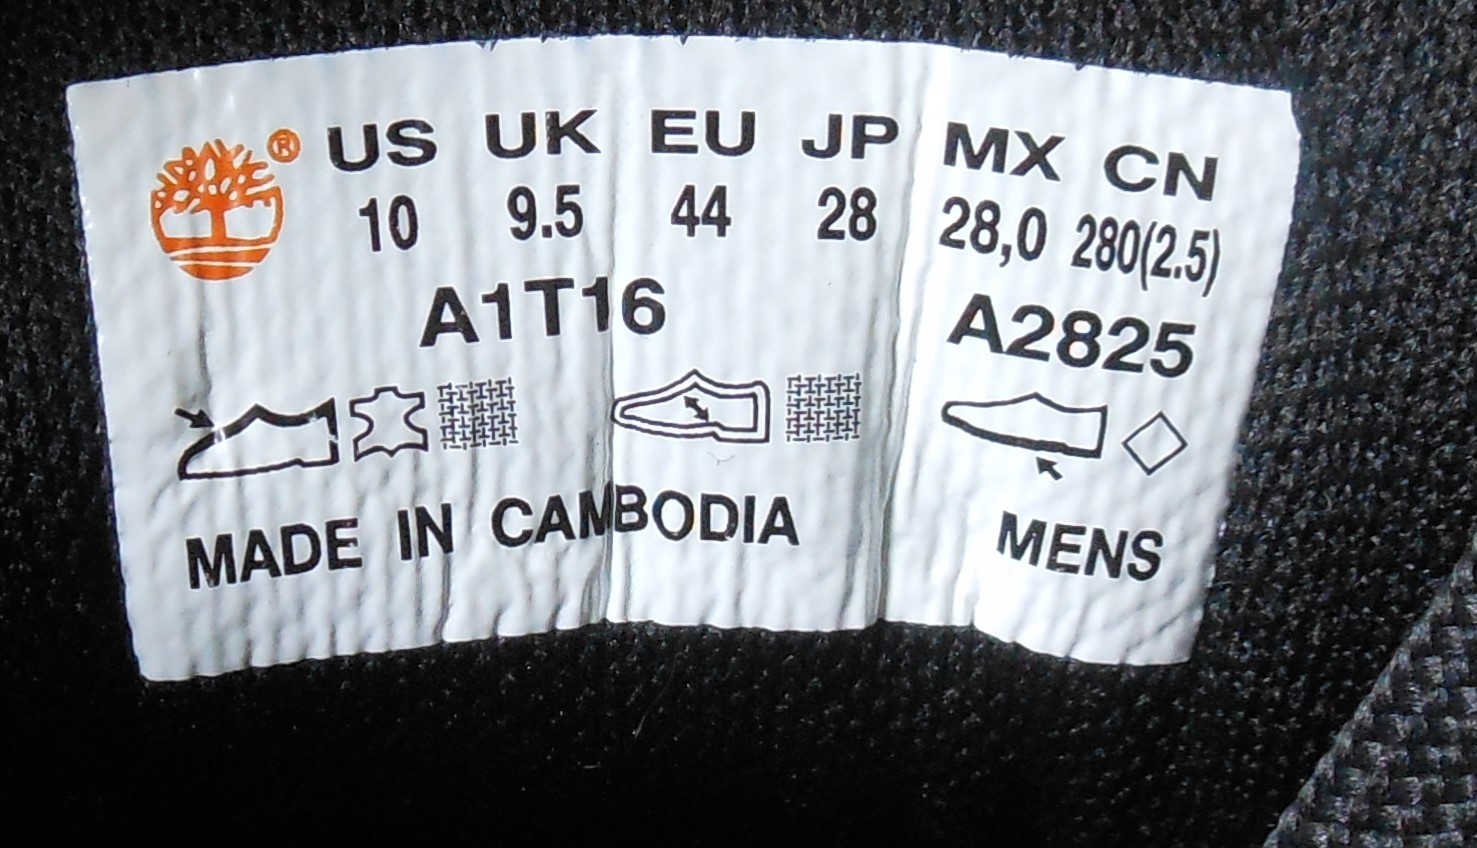 ® US UK EU JP MX CN
10 9.5 44 28 28,0 280(2.5)
A1T16 A2825
MADE IN CAMBODIA MENS